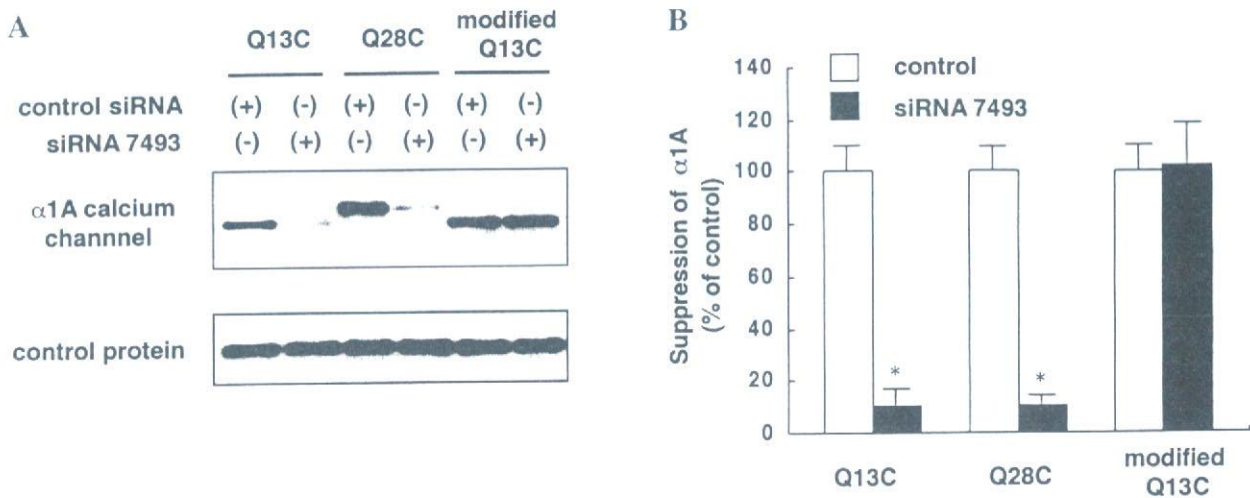 A
Q13C Q28C modified Q13C
control siRNA (+) (-) (+) (-) (+) (-)
siRNA 7493 (-) (+) (-) (+) (-) (+)
α1A calcium
channnel
control protein
B
control
siRNA 7493
Suppression of α1A
(% of control)
140
120
100
80
60
40
20
0
*
*
Q13C Q28C modified Q13C